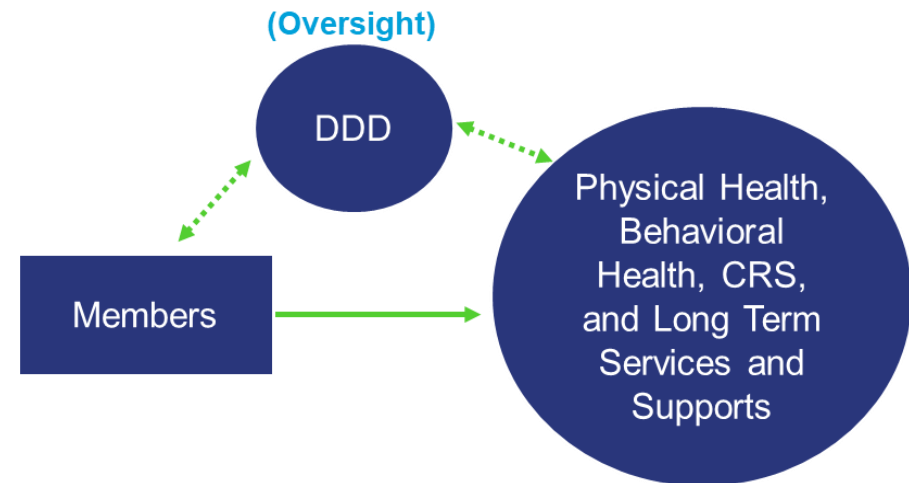 (Oversight)
DDD
Members
Physical Health,
Behavioral
Health, CRS,
and Long Term
Services and
Supports